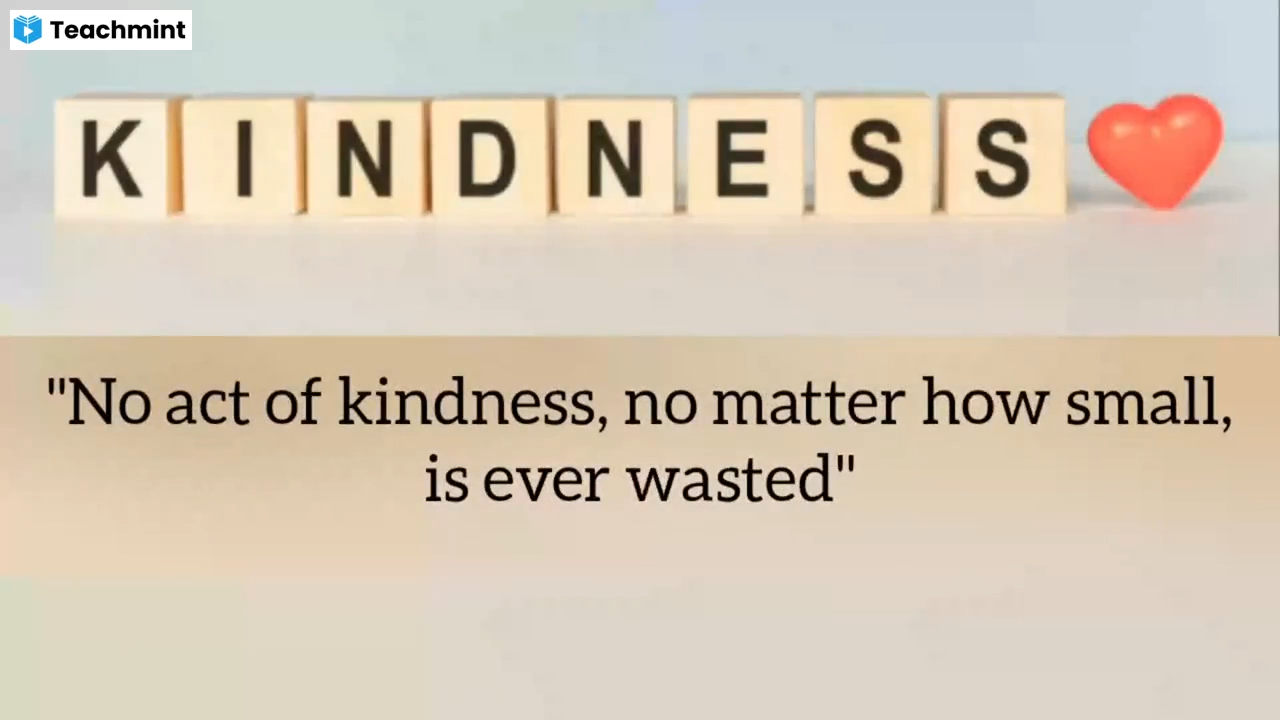 Teachmint
KINDNESS
"No act of kindness, no matter how small,
is ever wasted"